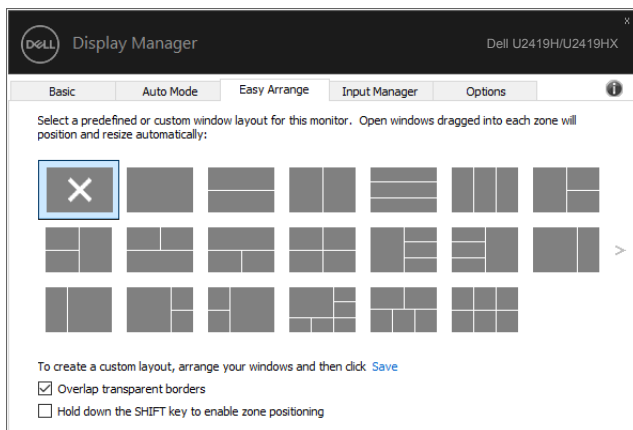 x
DELL Display Manager Dell U2419H/U2419HX
Basic Auto Mode Easy Arrange Input Manager Options i
Select a predefined or custom window layout for this monitor. Open windows dragged into each zone will
position and resize automatically:
>
To create a custom layout, arrange your windows and then click Save
Overlap transparent borders
Hold down the SHIFT key to enable zone positioning